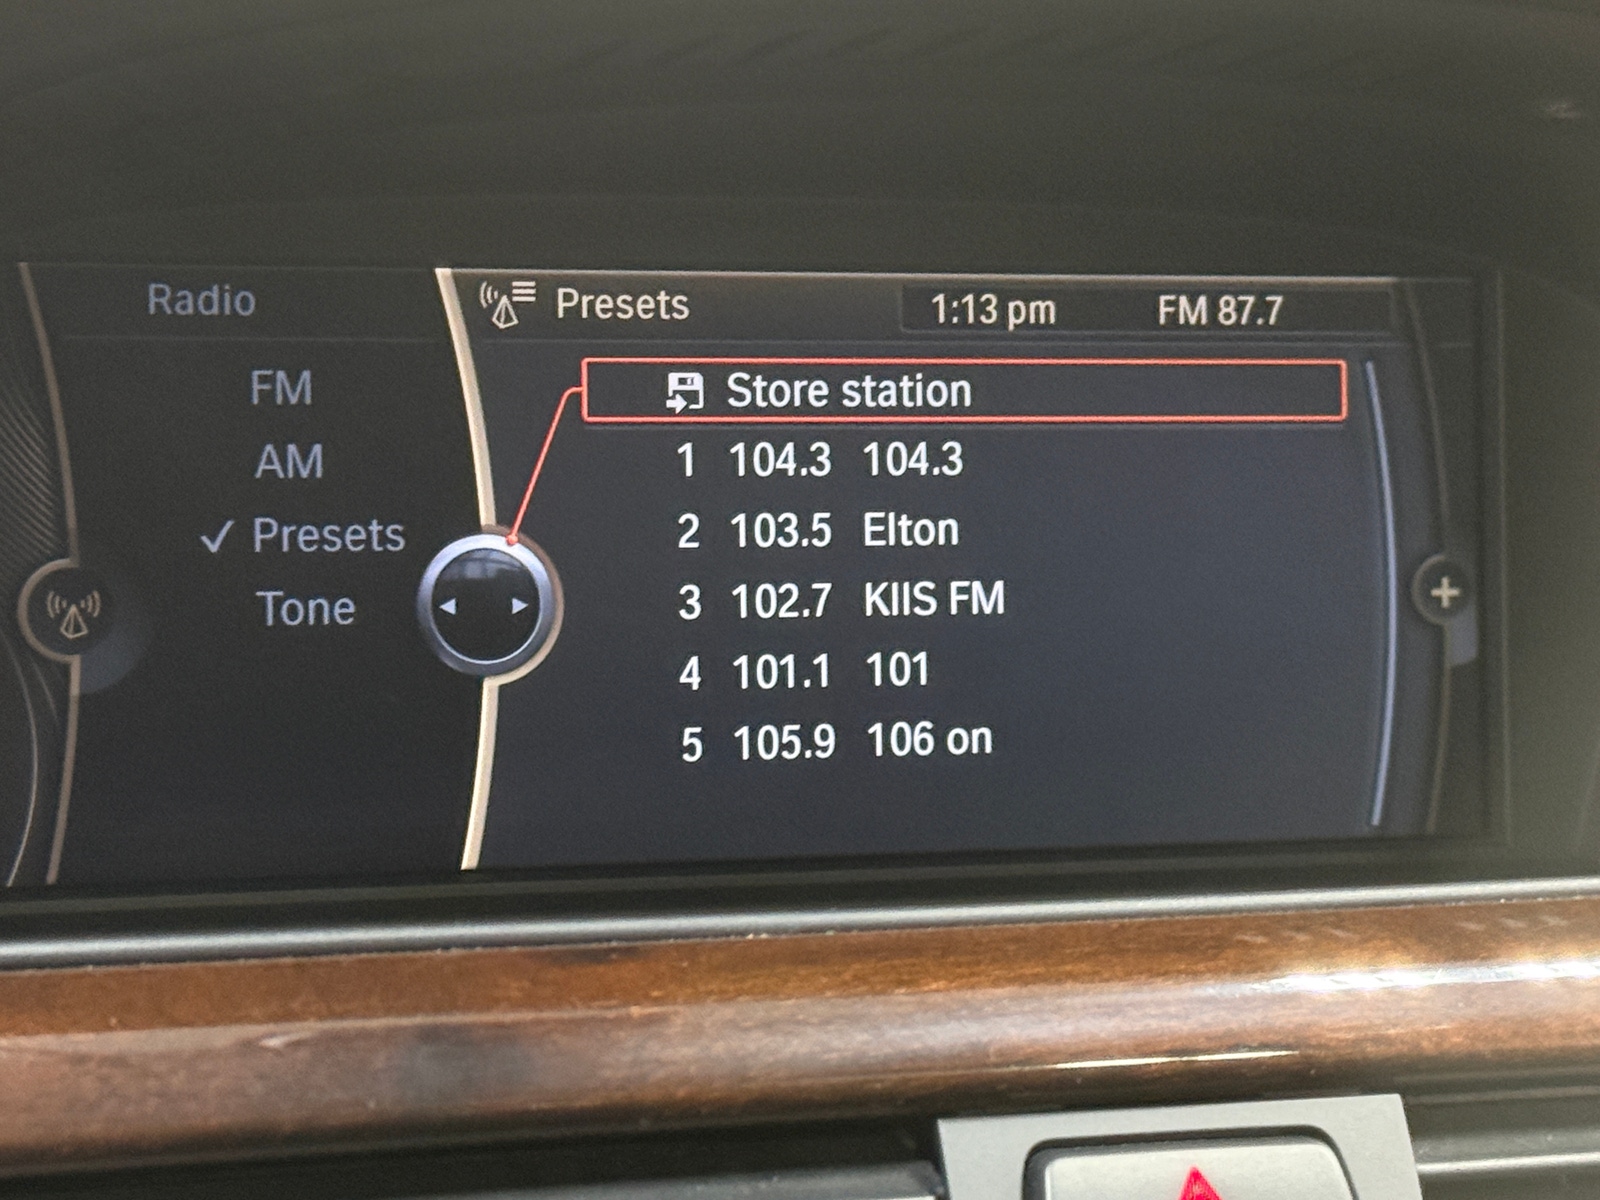 Radio
FM
AM
✓ Presets
Tone
Presets 1:13 pm FM 87.7
Store station
1 104.3 104.3
2 103.5 Elton
3 102.7 KIIS FM
4 101.1 101
5 105.9 106 on